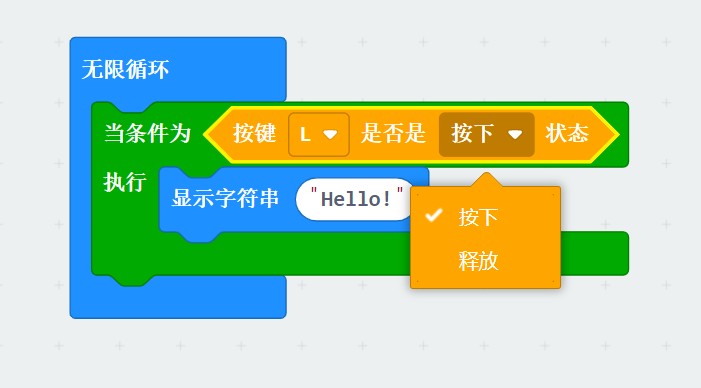 无限循环
当条件为 按键 L 是否是 按下 状态
执行 显示字符串 "Hello!"
按下
释放